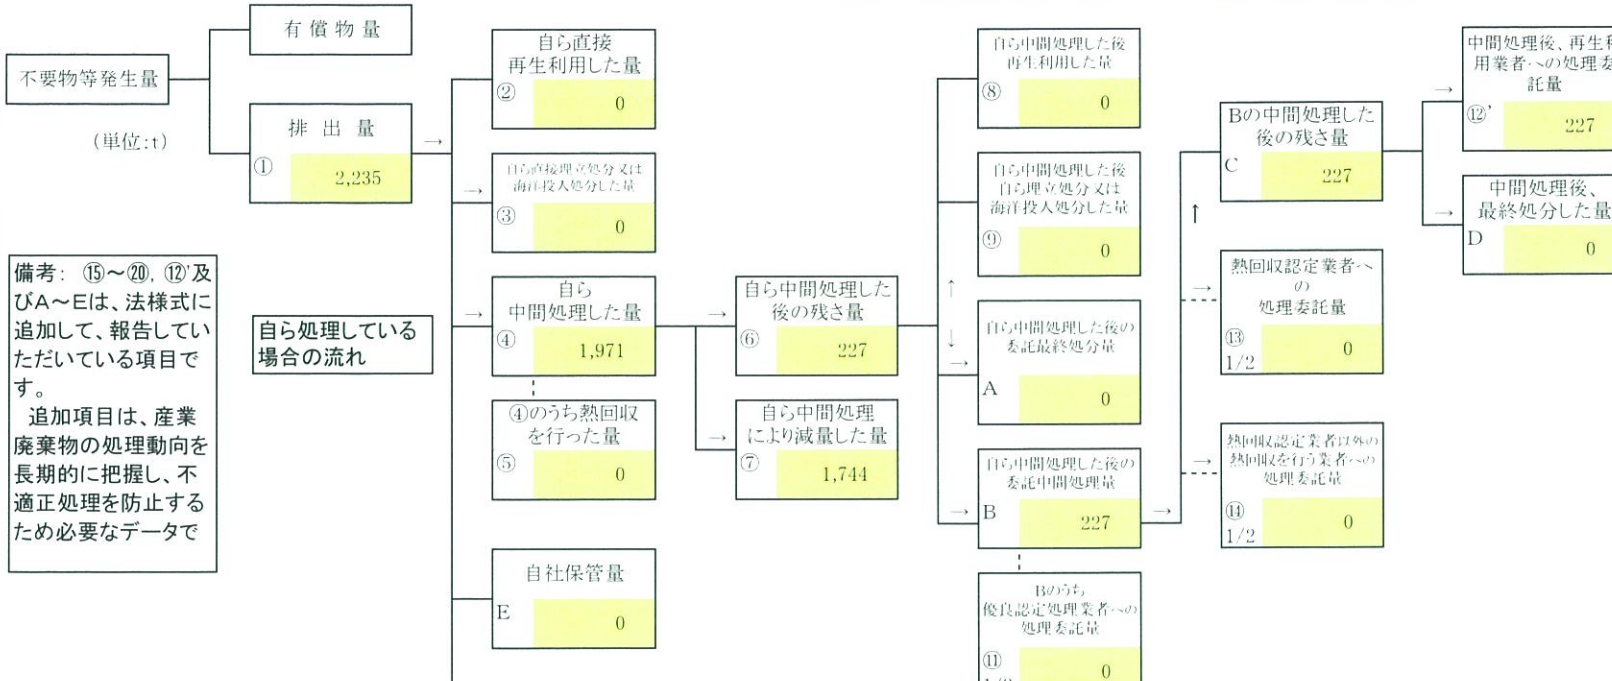 有償物量
不要物等発生量
(単位:t)
排出量
①
2,235
→
備考: ⑮~⑳, ⑫'及
びA~Eは、法様式に
追加して、報告してい
ただいている項目で
す。
追加項目は、産業
廃棄物の処理動向を
長期的に把握し、不
適正処理を防止する
ため必要なデータで
自ら処理している
場合の流れ
自ら直接
再生利用した量
②
0
→
自ら直接埋立処分又は
海洋投入処分した量
③
0
→
自ら
中間処理した量
④
1,971
④のうち熱回収
を行った量
⑤
0
自社保管量
E
0
→
自ら中間処理した
後の残さ量
⑥
227
→
自ら中間処理
により減量した量
⑦
1,744
自ら中間処理した後
再生利用した量
⑧
0
自ら中間処理した後
自ら埋立処分又は
海洋投入処分した量
⑨
0
↑
↓
→
自ら中間処理した後の
委託最終処分量
A
0
→
自ら中間処理した後の
委託中間処理量
B
227
→
Bのうち
優良認定処理業者への
処理委託量
⑪
0
↑
Bの中間処理した
後の残さ量
C
227
→
熱回収認定業者へ
の
処理委託量
⑬
1/2
0
→
熱回収認定業者以外の
熱回収を行う業者への
処理委託量
⑭
1/2
0
→
中間処理後、再生利
用業者への処理委
託量
⑫'
227
→
中間処理後、
最終処分した量
D
0